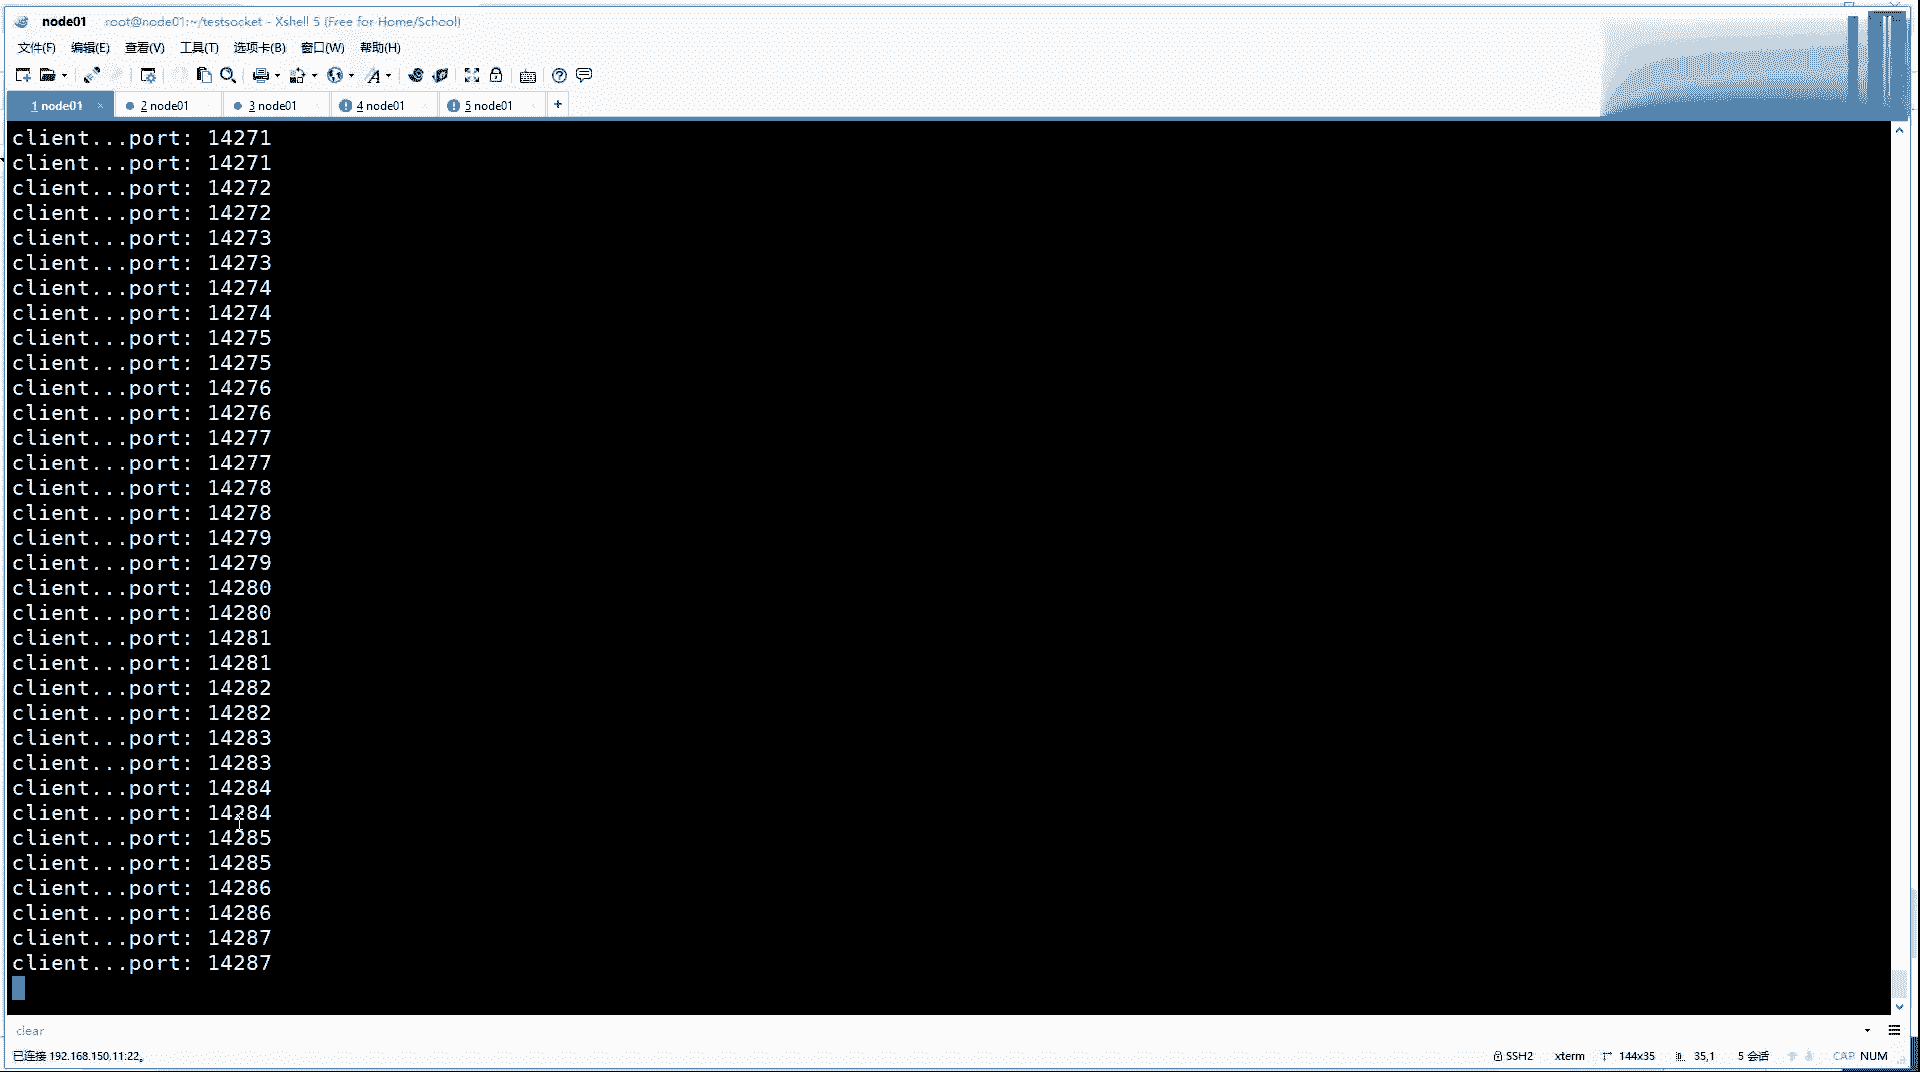 node01 root@node01:~/testsocket - Xshell 5 (Free for Home/School)
文件(F) 编辑(E) 查看(V) 工具(T) 选项卡(B) 窗口(W) 帮助(H)
1 node01 2 node01 3 node01 4 node01 5 node01
client...port: 14271
client...port: 14271
client...port: 14272
client...port: 14272
client...port: 14273
client...port: 14273
client...port: 14274
client...port: 14274
client...port: 14275
client...port: 14275
client...port: 14276
client...port: 14276
client...port: 14277
client...port: 14277
client...port: 14278
client...port: 14278
client...port: 14279
client...port: 14279
client...port: 14280
client...port: 14280
client...port: 14281
client...port: 14281
client...port: 14282
client...port: 14282
client...port: 14283
client...port: 14283
client...port: 14284
client...port: 14284
client...port: 14285
client...port: 14285
client...port: 14286
client...port: 14286
client...port: 14287
client...port: 14287
clear
已连接 192.168.150.11:22。 SSH2 xterm 144x35 35,1 5 会话 CAP NUM